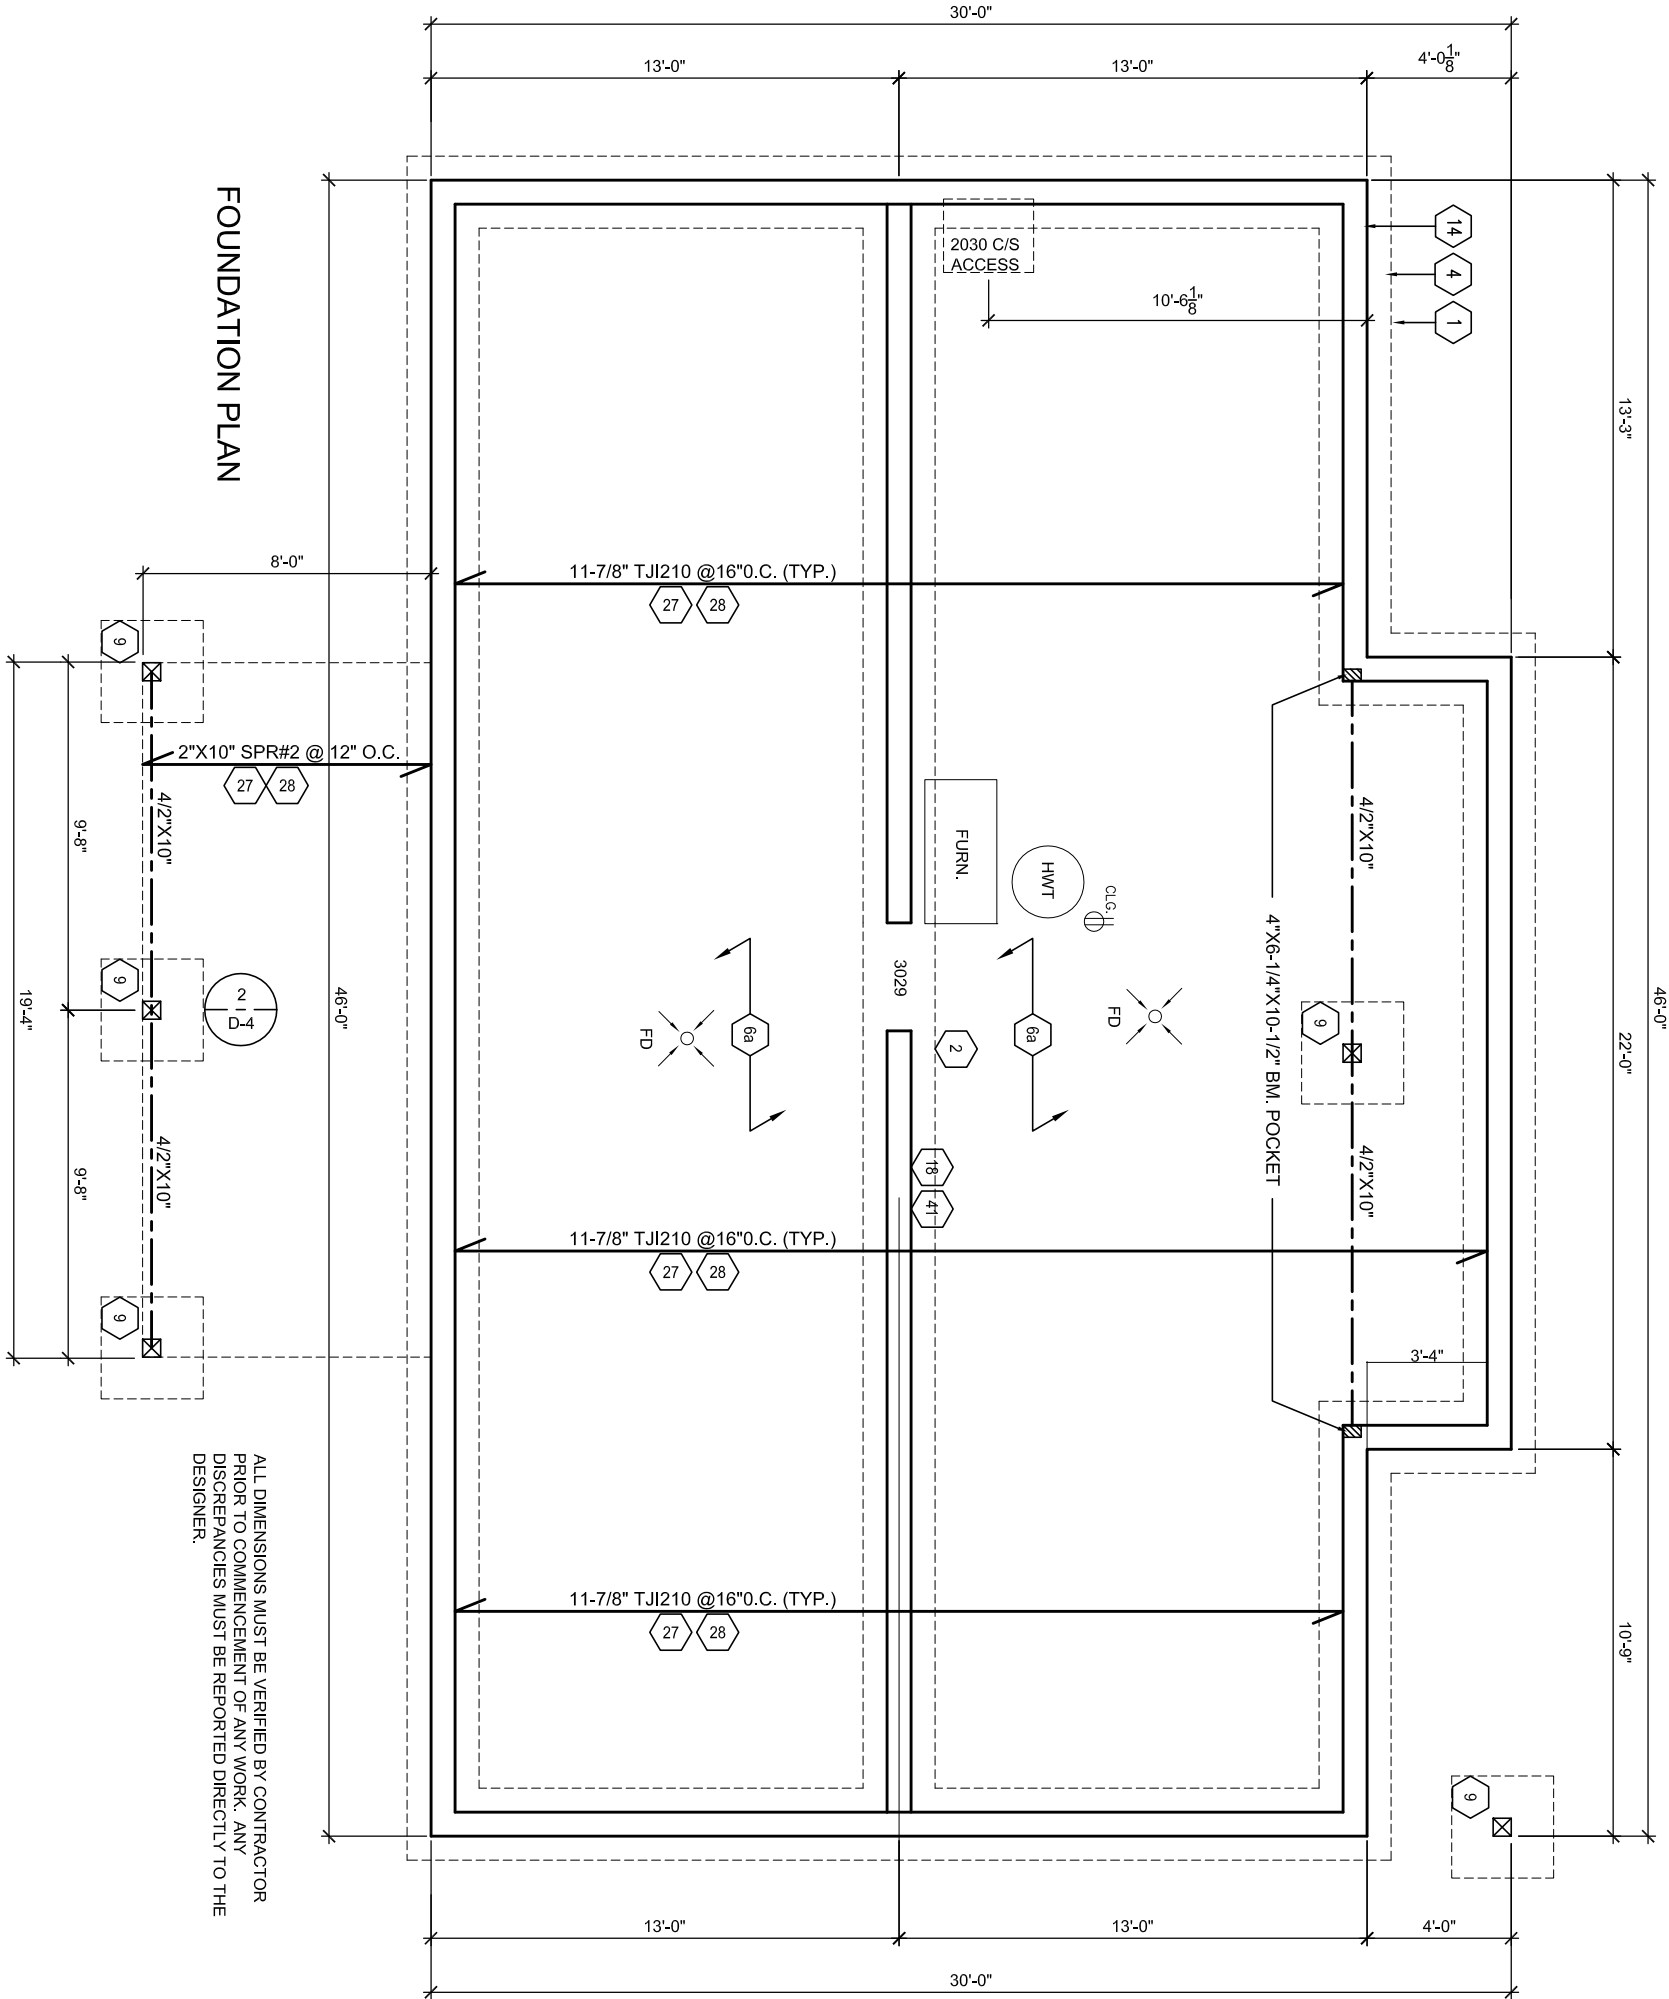 30'-0"
13'-0"
13'-0"
4'-0 1/8"
14
4
1
2030 C/S
ACCESS
10'-6 1/8"
13'-3"
46'-0"
22'-0"
10'-9"
FOUNDATION PLAN
8'-0"
11-7/8" TJI210 @16"0.C. (TYP.)
27
28
9
2"X10" SPR#2 @ 12" O.C.
27
28
4/2"X10"
9'-8"
FURN.
HWT
CLG.
4/2"X10"
4"X6-1/4"X10-1/2" BM. POCKET
3029
9
2
D-4
46'-0"
19'-4"
FD
6a
2
6a
FD
9
18
41
4/2"X10"
9'-8"
4/2"X10"
11-7/8" TJI210 @16"0.C. (TYP.)
27
28
9
3'-4"
11-7/8" TJI210 @16"0.C. (TYP.)
27
28
ALL DIMENSIONS MUST BE VERIFIED BY CONTRACTOR
PRIOR TO COMMENCEMENT OF ANY WORK. ANY
DISCREPANCIES MUST BE REPORTED DIRECTLY TO THE
DESIGNER.
9
13'-0"
13'-0"
4'-0"
30'-0"